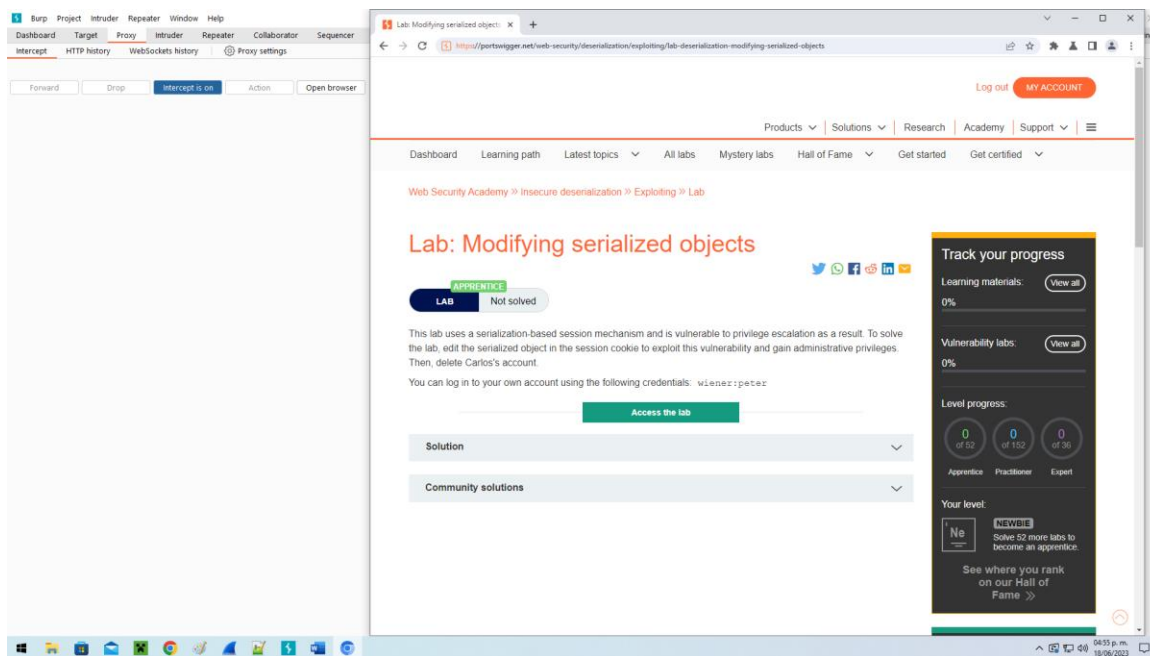 Burp Project Intruder Repeater Window Help
Dashboard Target Proxy Intruder Repeater Collaborator Sequencer
Intercept HTTP history WebSockets history Proxy settings
Forward Drop Intercept is on Action Open browser
Lab: Modifying serialized object
https://portswigger.net/web-security/deserialization/exploiting/lab-deserialization-modifying-serialized-objects
Log out MY ACCOUNT
Products Solutions Research Academy Support
Dashboard Learning path Latest topics All labs Mystery labs Hall of Fame Get started Get certified
Web Security Academy » Insecure deserialization » Exploiting » Lab
Lab: Modifying serialized objects
APPRENTICE
LAB Not solved
This lab uses a serialization-based session mechanism and is vulnerable to privilege escalation as a result. To solve
the lab, edit the serialized object in the session cookie to exploit this vulnerability and gain administrative privileges.
Then, delete Carlos's account.
You can log in to your own account using the following credentials: wiener:peter
Access the lab
Solution
Community solutions
Track your progress
Learning materials: View all
0%
Vulnerability labs: View all
0%
Level progress:
0 0 0
of 52 of 152 of 36
Apprentice Practitioner Expert
Your level:
Ne
NEWBIE
Solve 52 more labs to
become an apprentice.
See where you rank
on our Hall of
Fame »
04:55 p. m.
18/06/2023